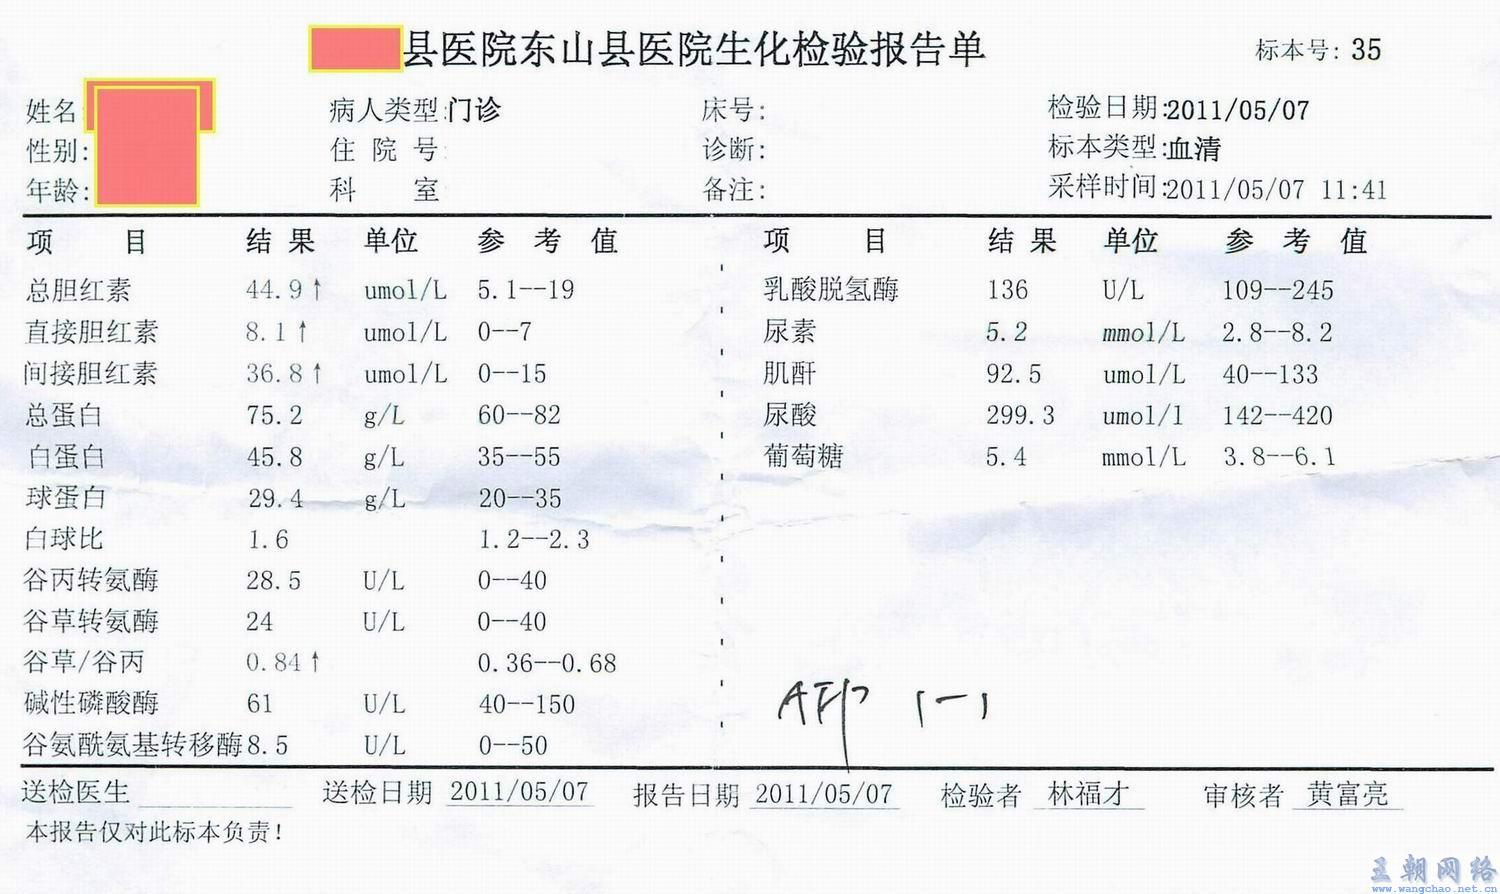 县医院东山县医院生化检验报告单 标本号: 35
姓名: 病人类型:门诊 床号: 检验日期:2011/05/07
性别: 住 院 号: 诊断: 标本类型:血清
年龄: 科 室 备注: 采样时间:2011/05/07 11:41
项 目 结 果 单位 参 考 值 项 目 结 果 单位 参 考 值
总胆红素 44.9↑ umol/L 5.1--19 乳酸脱氢酶 136 U/L 109--245
直接胆红素 8.1↑ umol/L 0--7 尿素 5.2 mmol/L 2.8--8.2
间接胆红素 36.8↑ umol/L 0--15 肌酐 92.5 umol/L 40--133
总蛋白 75.2 g/L 60--82 尿酸 299.3 umol/l 142--420
白蛋白 45.8 g/L 35--55 葡萄糖 5.4 mmol/L 3.8--6.1
球蛋白 29.4 g/L 20--35
白球比 1.6 1.2--2.3
谷丙转氨酶 28.5 U/L 0--40
谷草转氨酶 24 U/L 0--40
谷草/谷丙 0.84↑ 0.36--0.68
碱性磷酸酶 61 U/L 40--150 AFP (-)
谷氨酰氨基转移酶 8.5 U/L 0--50
送检医生 送检日期 2011/05/07 报告日期 2011/05/07 检验者 林福才 审核者 黄富亮
本报告仅对此标本负责!
王朝网络
www.wangchao.net.cn